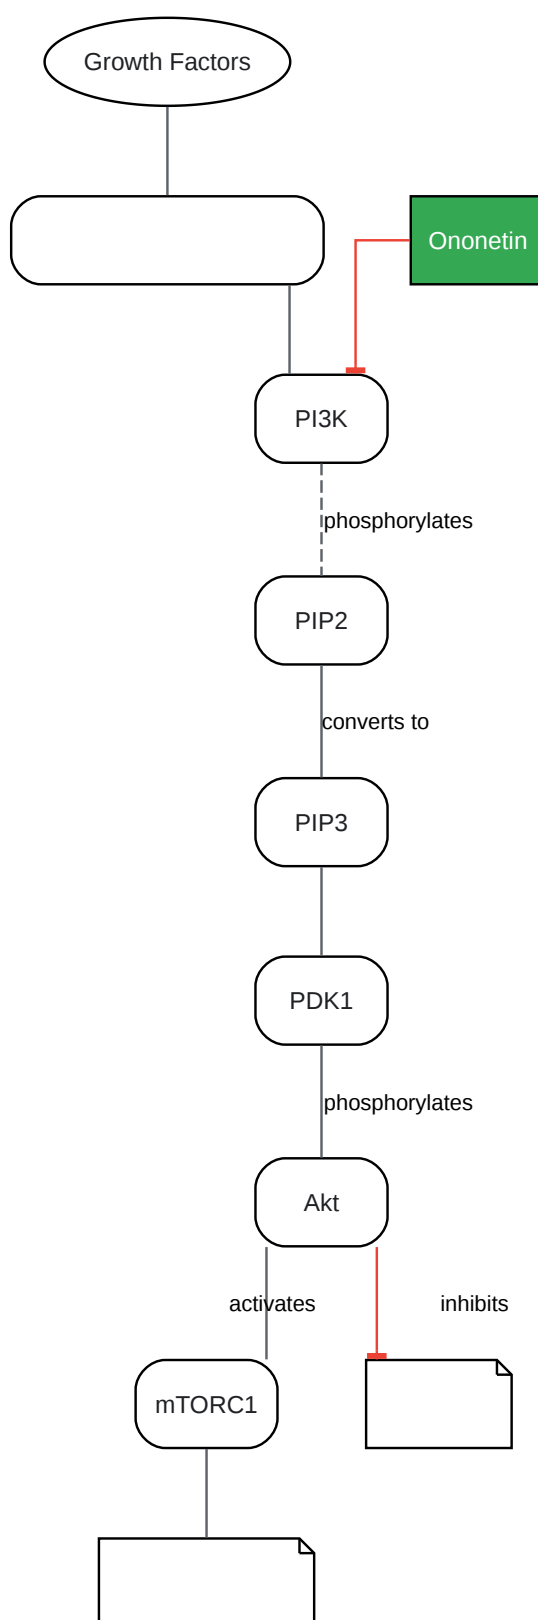 Growth Factors
Ononetin
PI3K
phosphorylates
PIP2
converts to
PIP3
PDK1
phosphorylates
Akt
activates
inhibits
mTORC1